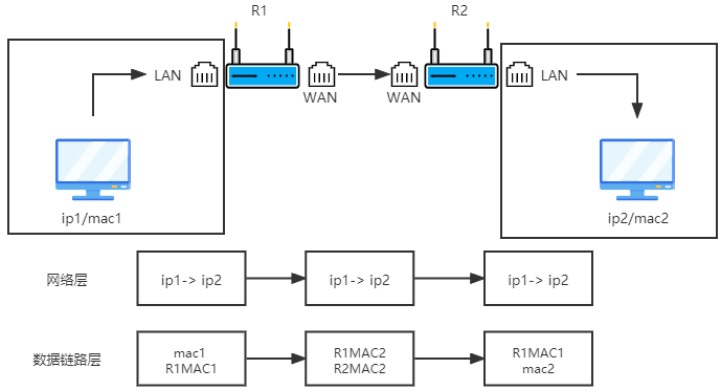 R1
R2
LAN
WAN
WAN
LAN
ip1/mac1
ip2/mac2
网络层
ip1-> ip2
ip1-> ip2
ip1-> ip2
数据链路层
mac1
R1MAC1
R1MAC2
R2MAC2
R1MAC1
mac2